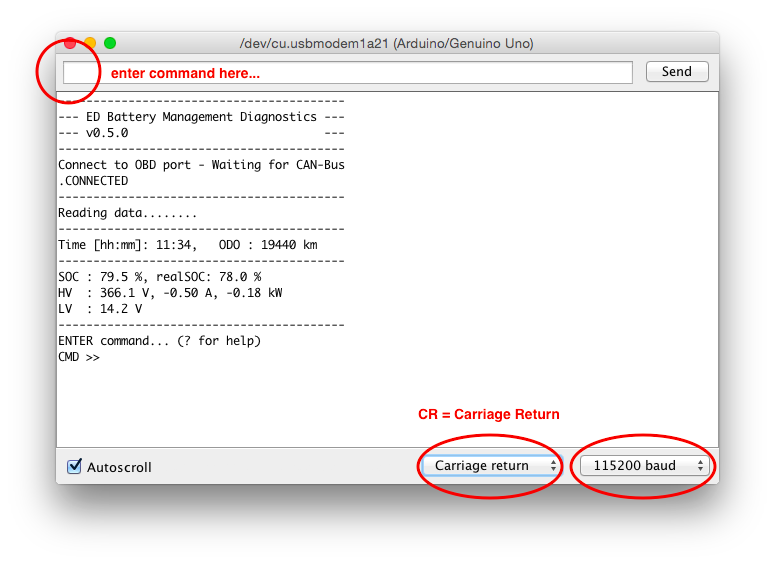 /dev/cu.usbmodem1a21 (Arduino/Genuino Uno)
enter command here...
Send
-----------------------------------------
--- ED Battery Management Diagnostics ---
--- v0.5.0                            ---
-----------------------------------------
Connect to OBD port - Waiting for CAN-Bus
.CONNECTED
-----------------------------------------
Reading data........
-----------------------------------------
Time [hh:mm]: 11:34,   ODO : 19440 km
-----------------------------------------
SOC : 79.5 %, realSOC: 78.0 %
HV  : 366.1 V, -0.50 A, -0.18 kW
LV  : 14.2 V
-----------------------------------------
ENTER command... (? for help)
CMD >>
CR = Carriage Return
Autoscroll
Carriage return
115200 baud